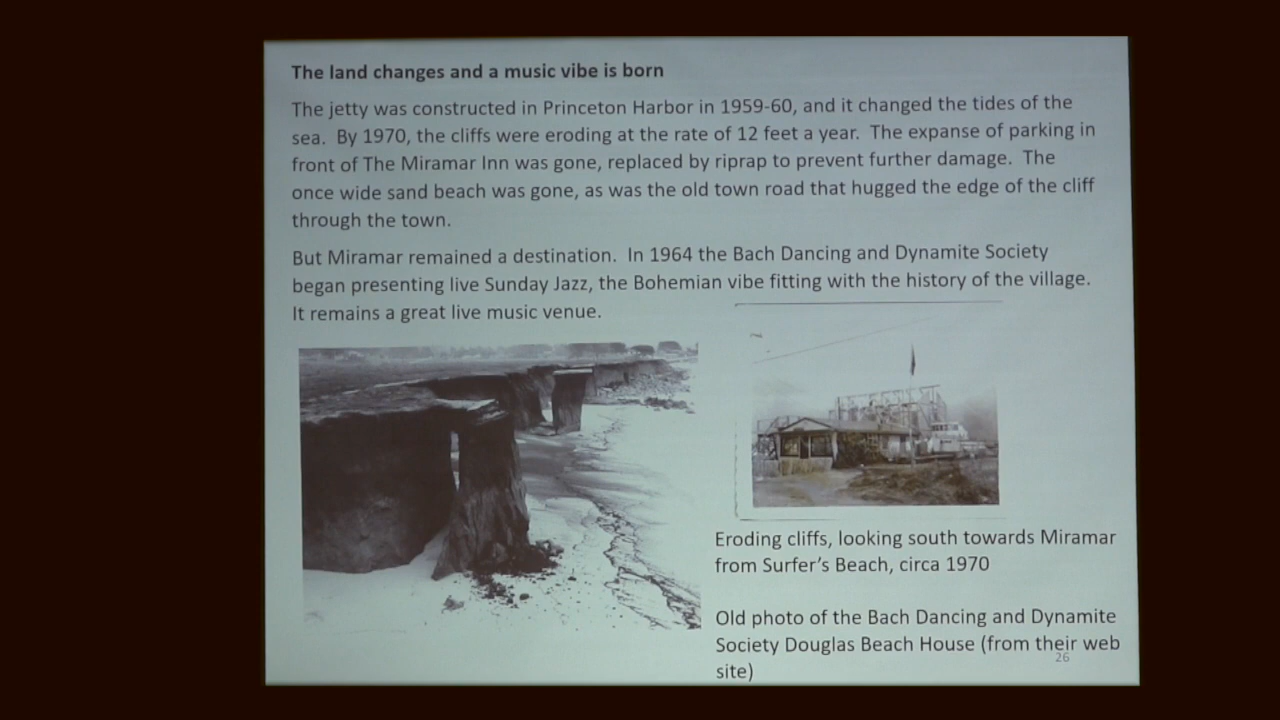 The land changes and a music vibe is born
The jetty was constructed in Princeton Harbor in 1959-60, and it changed the tides of the
sea. By 1970, the cliffs were eroding at the rate of 12 feet a year. The expanse of parking in
front of The Miramar Inn was gone, replaced by riprap to prevent further damage. The
once wide sand beach was gone, as was the old town road that hugged the edge of the cliff
through the town.
But Miramar remained a destination. In 1964 the Bach Dancing and Dynamite Society
began presenting live Sunday Jazz, the Bohemian vibe fitting with the history of the village.
It remains a great live music venue.
Eroding cliffs, looking south towards Miramar
from Surfer's Beach, circa 1970
Old photo of the Bach Dancing and Dynamite
Society Douglas Beach House (from their web
site)
26